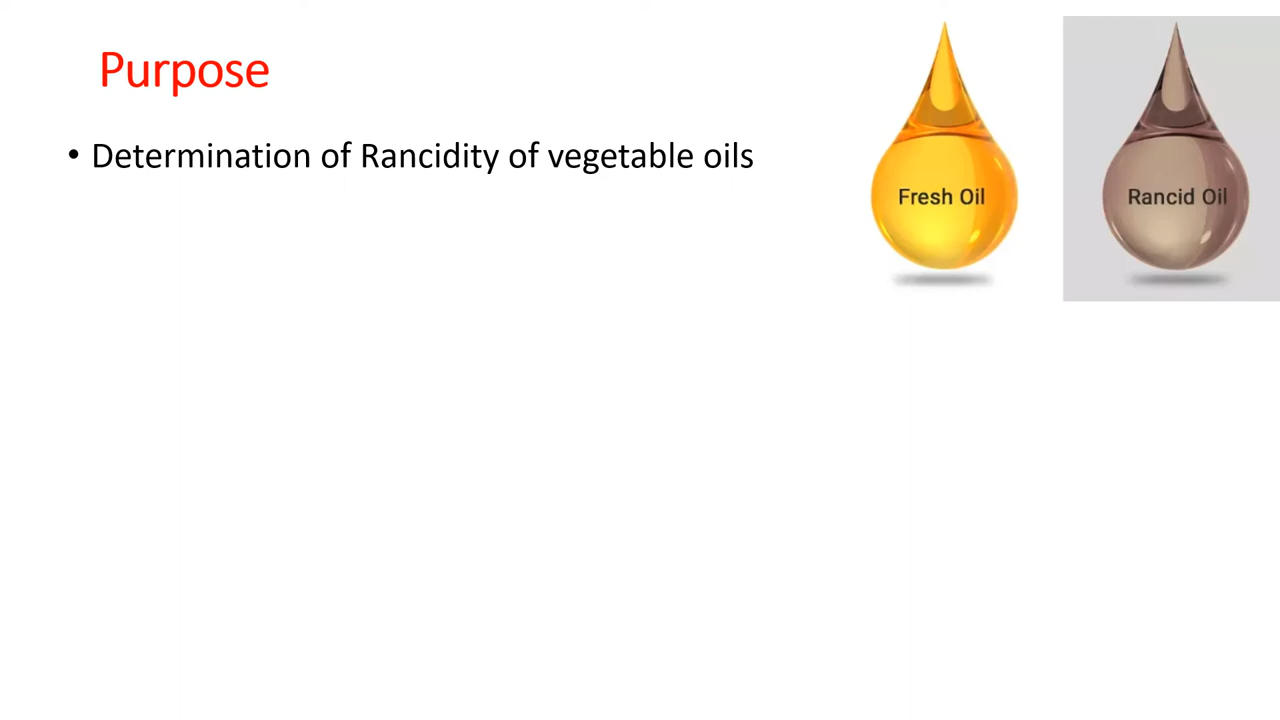 Purpose
• Determination of Rancidity of vegetable oils
Fresh Oil
Rancid Oil